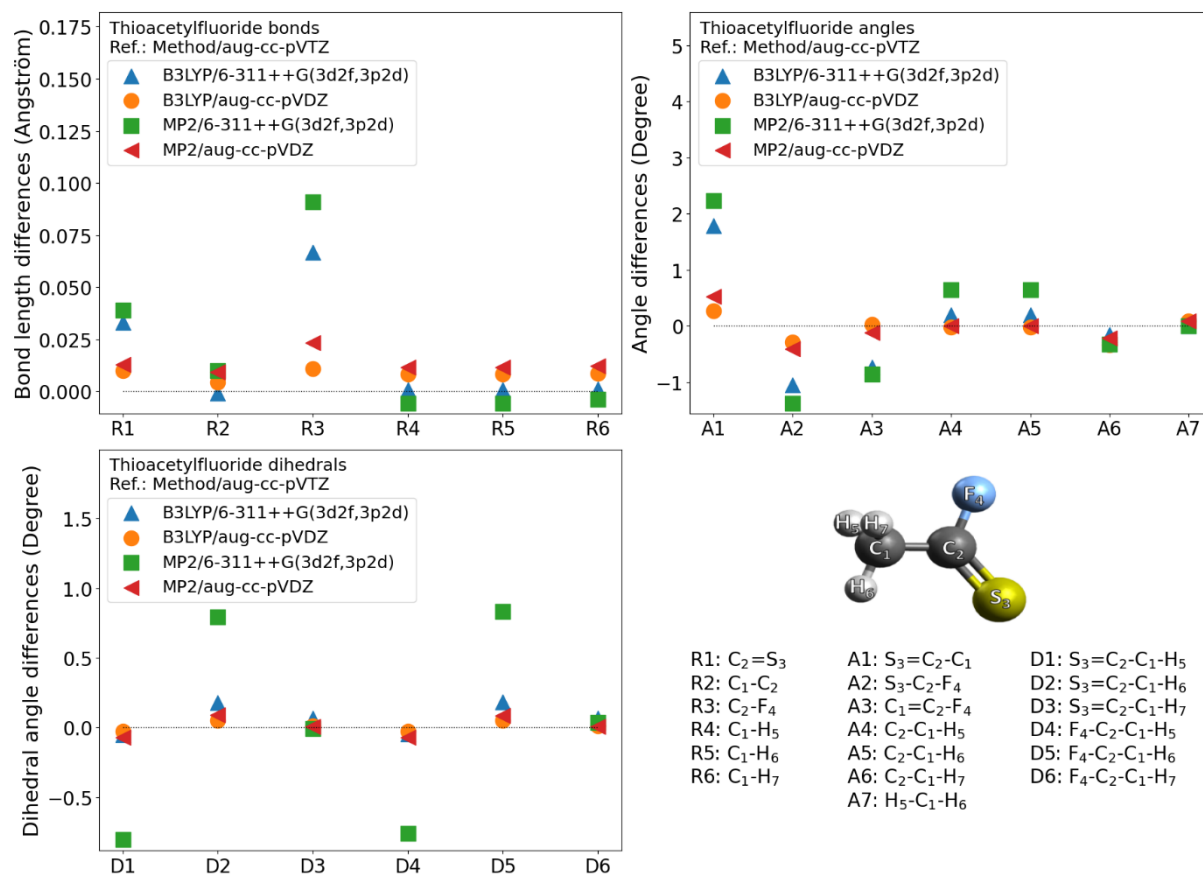 Thioacetylfluoride bonds
Ref.: Method/aug-cc-pVTZ
B3LYP/6-311++G(3d2f,3p2d)
B3LYP/aug-cc-pVDZ
MP2/6-311++G(3d2f,3p2d)
MP2/aug-cc-pVDZ
Bond length differences (Angström)
0.175
0.150
0.125
0.100
0.075
0.050
0.025
0.000
R1 R2 R3 R4 R5 R6
Thioacetylfluoride angles
Ref.: Method/aug-cc-pVTZ
B3LYP/6-311++G(3d2f,3p2d)
B3LYP/aug-cc-pVDZ
MP2/6-311++G(3d2f,3p2d)
MP2/aug-cc-pVDZ
Angle differences (Degree)
5
4
3
2
1
0
−1
A1 A2 A3 A4 A5 A6 A7
Thioacetylfluoride dihedrals
Ref.: Method/aug-cc-pVTZ
B3LYP/6-311++G(3d2f,3p2d)
B3LYP/aug-cc-pVDZ
MP2/6-311++G(3d2f,3p2d)
MP2/aug-cc-pVDZ
Dihedral angle differences (Degree)
1.5
1.0
0.5
0.0
−0.5
D1 D2 D3 D4 D5 D6
F₄
H₅ H₇
C₁ C₂
H₆
S₃
R1: C₂=S₃ A1: S₃=C₂-C₁ D1: S₃=C₂-C₁-H₅
R2: C₁-C₂ A2: S₃-C₂-F₄ D2: S₃=C₂-C₁-H₆
R3: C₂-F₄ A3: C₁=C₂-F₄ D3: S₃=C₂-C₁-H₇
R4: C₁-H₅ A4: C₂-C₁-H₅ D4: F₄-C₂-C₁-H₅
R5: C₁-H₆ A5: C₂-C₁-H₆ D5: F₄-C₂-C₁-H₆
R6: C₁-H₇ A6: C₂-C₁-H₇ D6: F₄-C₂-C₁-H₇
A7: H₅-C₁-H₆